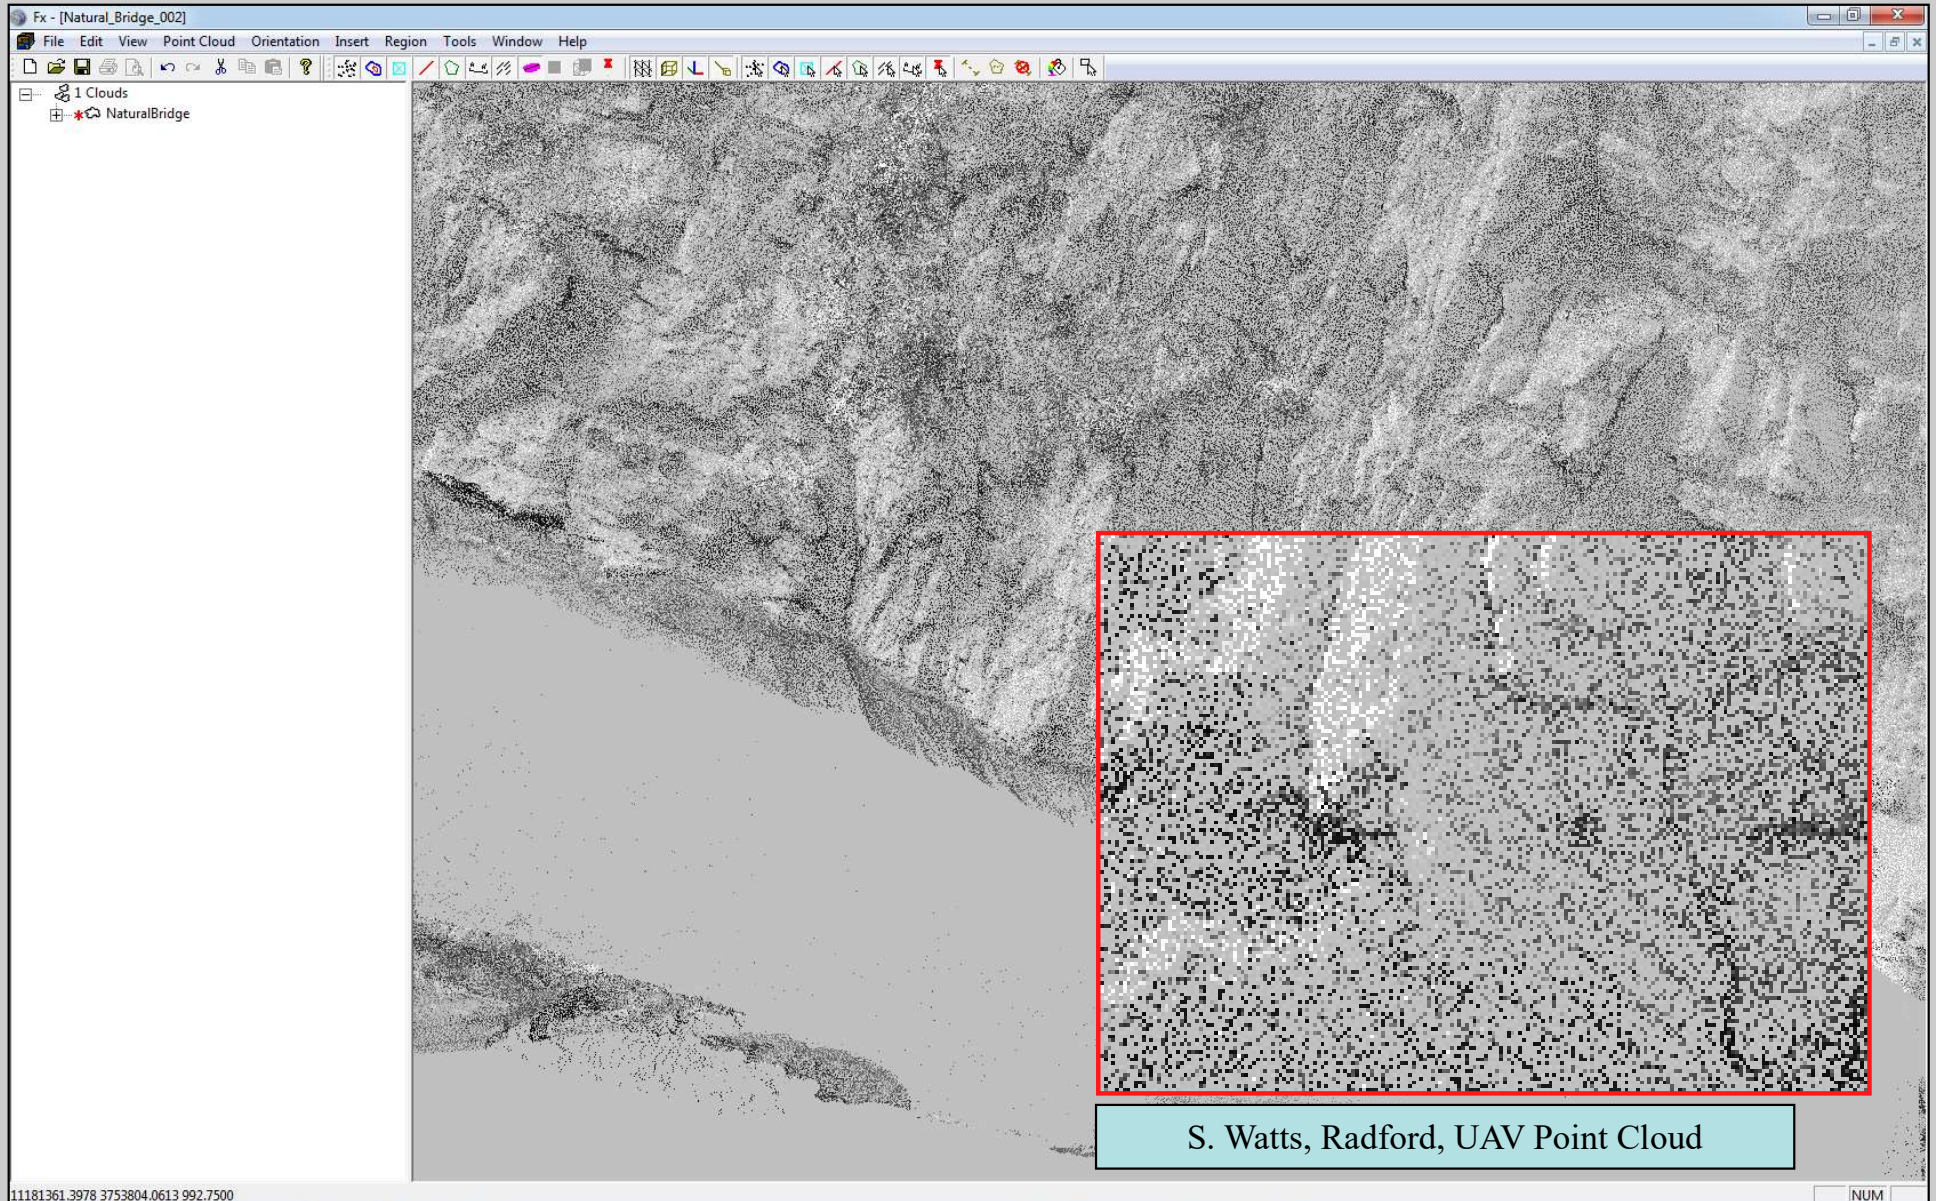 Fx - [Natural_Bridge_002]
File Edit View Point Cloud Orientation Insert Region Tools Window Help
1 Clouds
NaturalBridge
S. Watts, Radford, UAV Point Cloud
11181361.3978 3753804.0613 992.7500
NUM